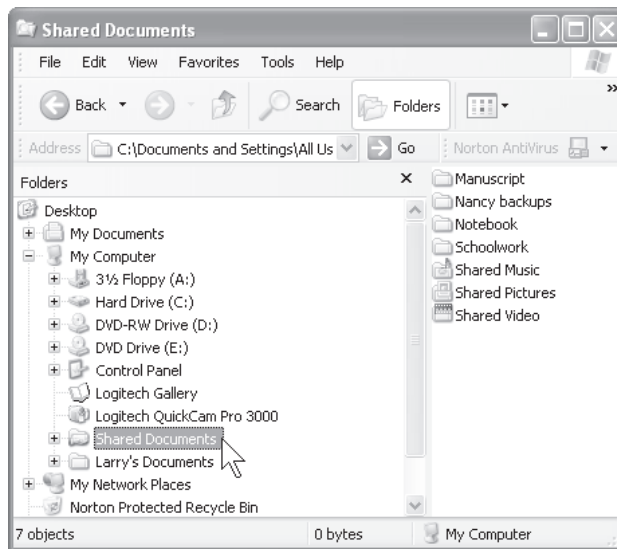 Shared Documents
File Edit View Favorites Tools Help
Back Search Folders
Address C:\Documents and Settings\All Us Go Norton AntiVirus
Folders
Desktop
My Documents
My Computer
3½ Floppy (A:)
Hard Drive (C:)
DVD-RW Drive (D:)
DVD Drive (E:)
Control Panel
Logitech Gallery
Logitech QuickCam Pro 3000
Shared Documents
Larry's Documents
My Network Places
Norton Protected Recycle Bin
Manuscript
Nancy backups
Notebook
Schoolwork
Shared Music
Shared Pictures
Shared Video
7 objects 0 bytes My Computer